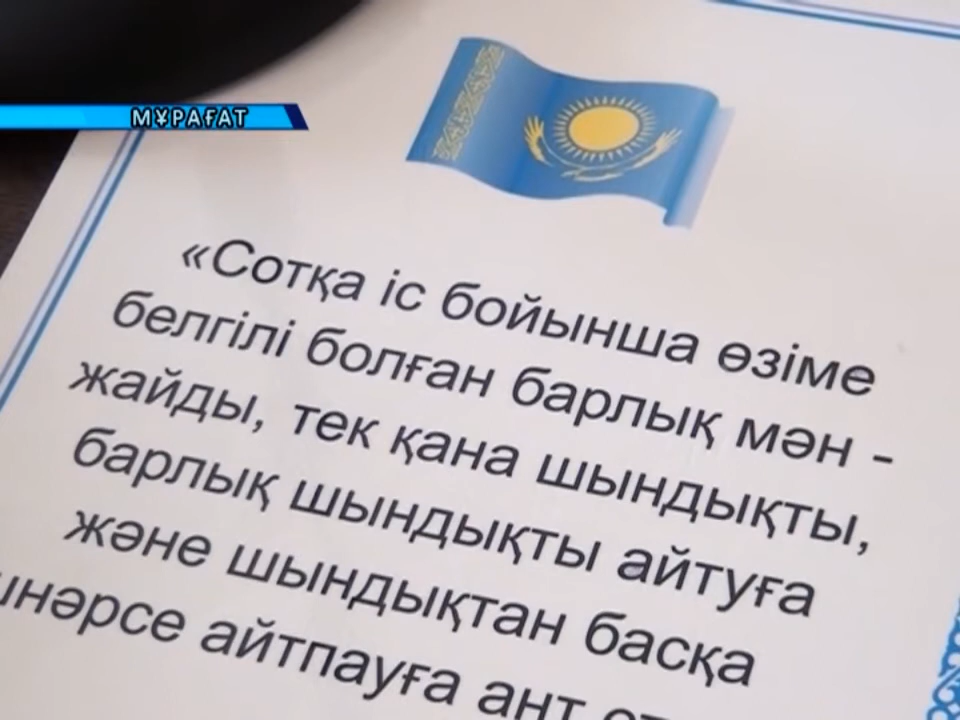 МҰРАҒАТ
«Сотқа іс бойынша өзіме
белгілі болған барлық мән -
жайды, тек қана шындықты,
барлық шындықты айтуға
және шындықтан басқа
айтпауға ант